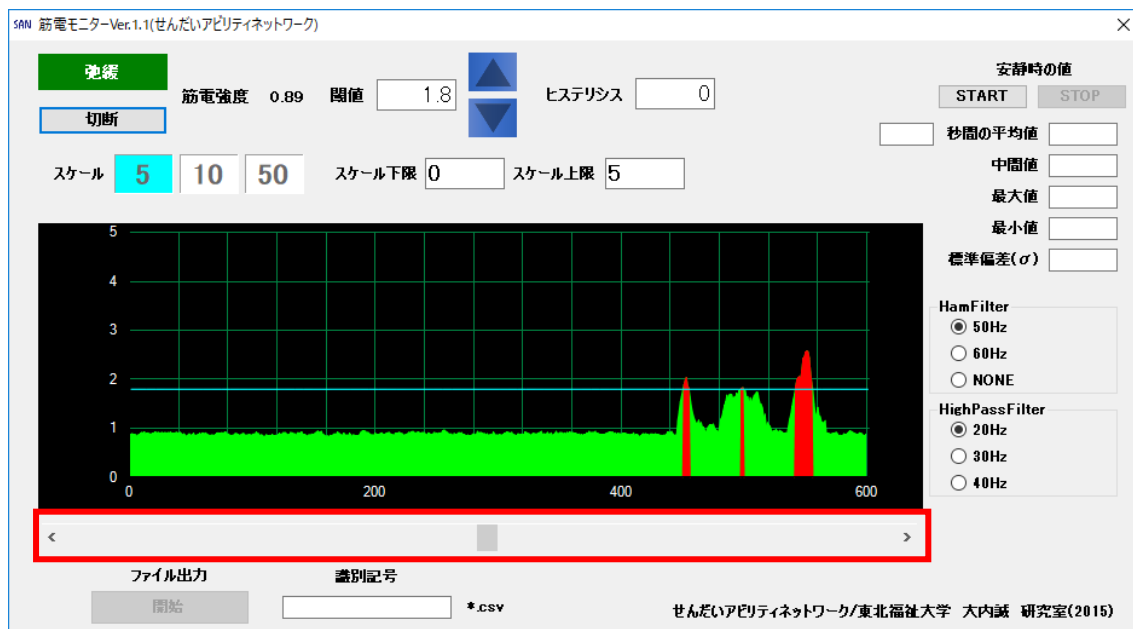 SAN 筋電モニターVer.1.1(せんだいアビリティネットワーク)
弛緩
切断
筋電強度 0.89 閾値 1.8 ヒステリシス 0
スケール 5 10 50 スケール下限 0 スケール上限 5
安静時の値
START STOP
秒間の平均値
中間値
最大値
最小値
標準偏差(σ)
5
4
3
2
1
0
0 200 400 600
HamFilter
50Hz
60Hz
NONE
HighPassFilter
20Hz
30Hz
40Hz
< >
ファイル出力 識別記号
開始 *.csv
せんだいアビリティネットワーク/東北福祉大学 大内誠 研究室(2015)